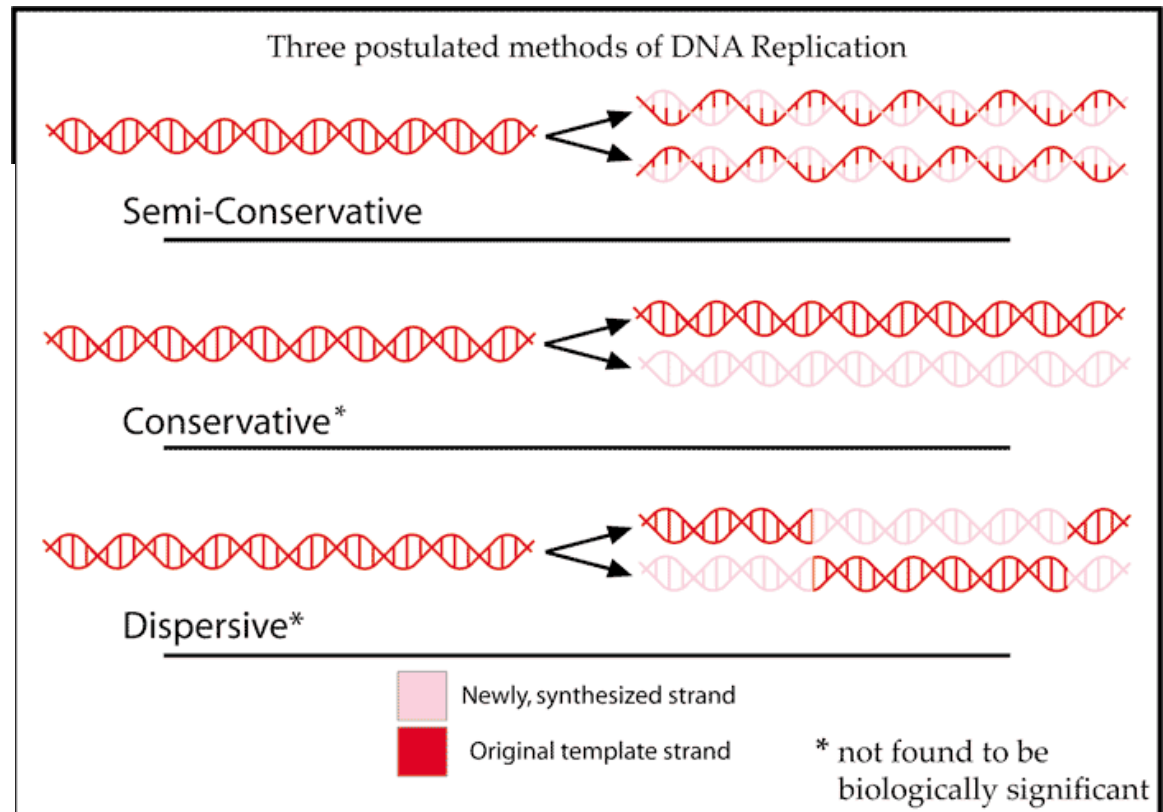 Three postulated methods of DNA Replication
Semi-Conservative
Conservative*
Dispersive*
Newly, synthesized strand
Original template strand
* not found to be
biologically significant